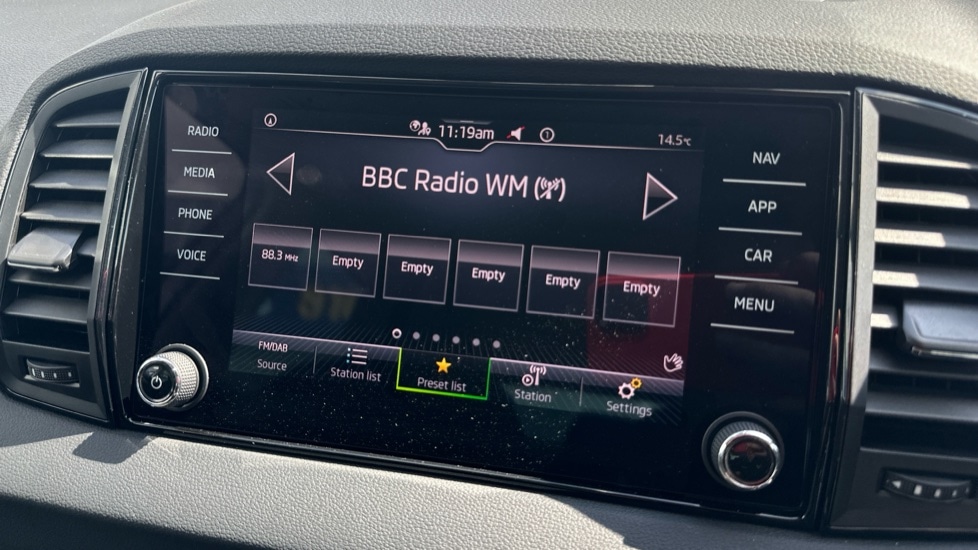 RADIO
MEDIA
PHONE
VOICE
11:19am
1
14.5°C
BBC Radio WM
88.3 MHz
Empty
Empty
Empty
Empty
Empty
FM/DAB
Source
Station list
Preset list
Station
Settings
NAV
APP
CAR
MENU